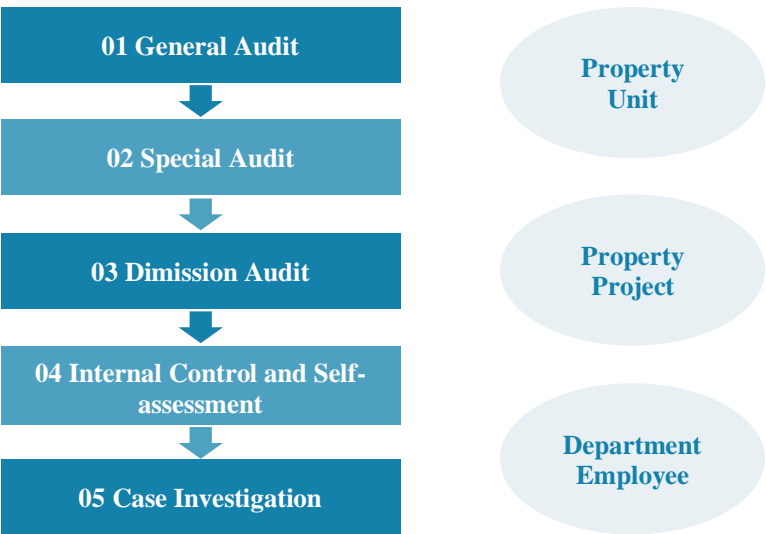 01 General Audit
02 Special Audit
03 Dimission Audit
04 Internal Control and Self-
assessment
05 Case Investigation
Property
Unit
Property
Project
Department
Employee